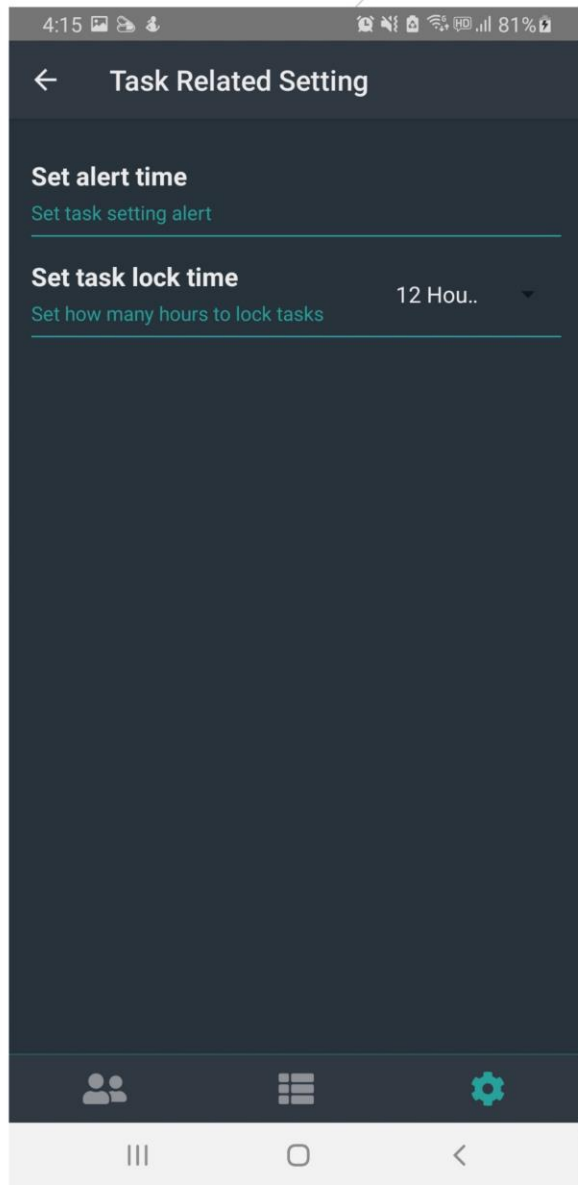 4:15 HD 81%
Task Related Setting
Set alert time
Set task setting alert
Set task lock time
Set how many hours to lock tasks
12 Hou..